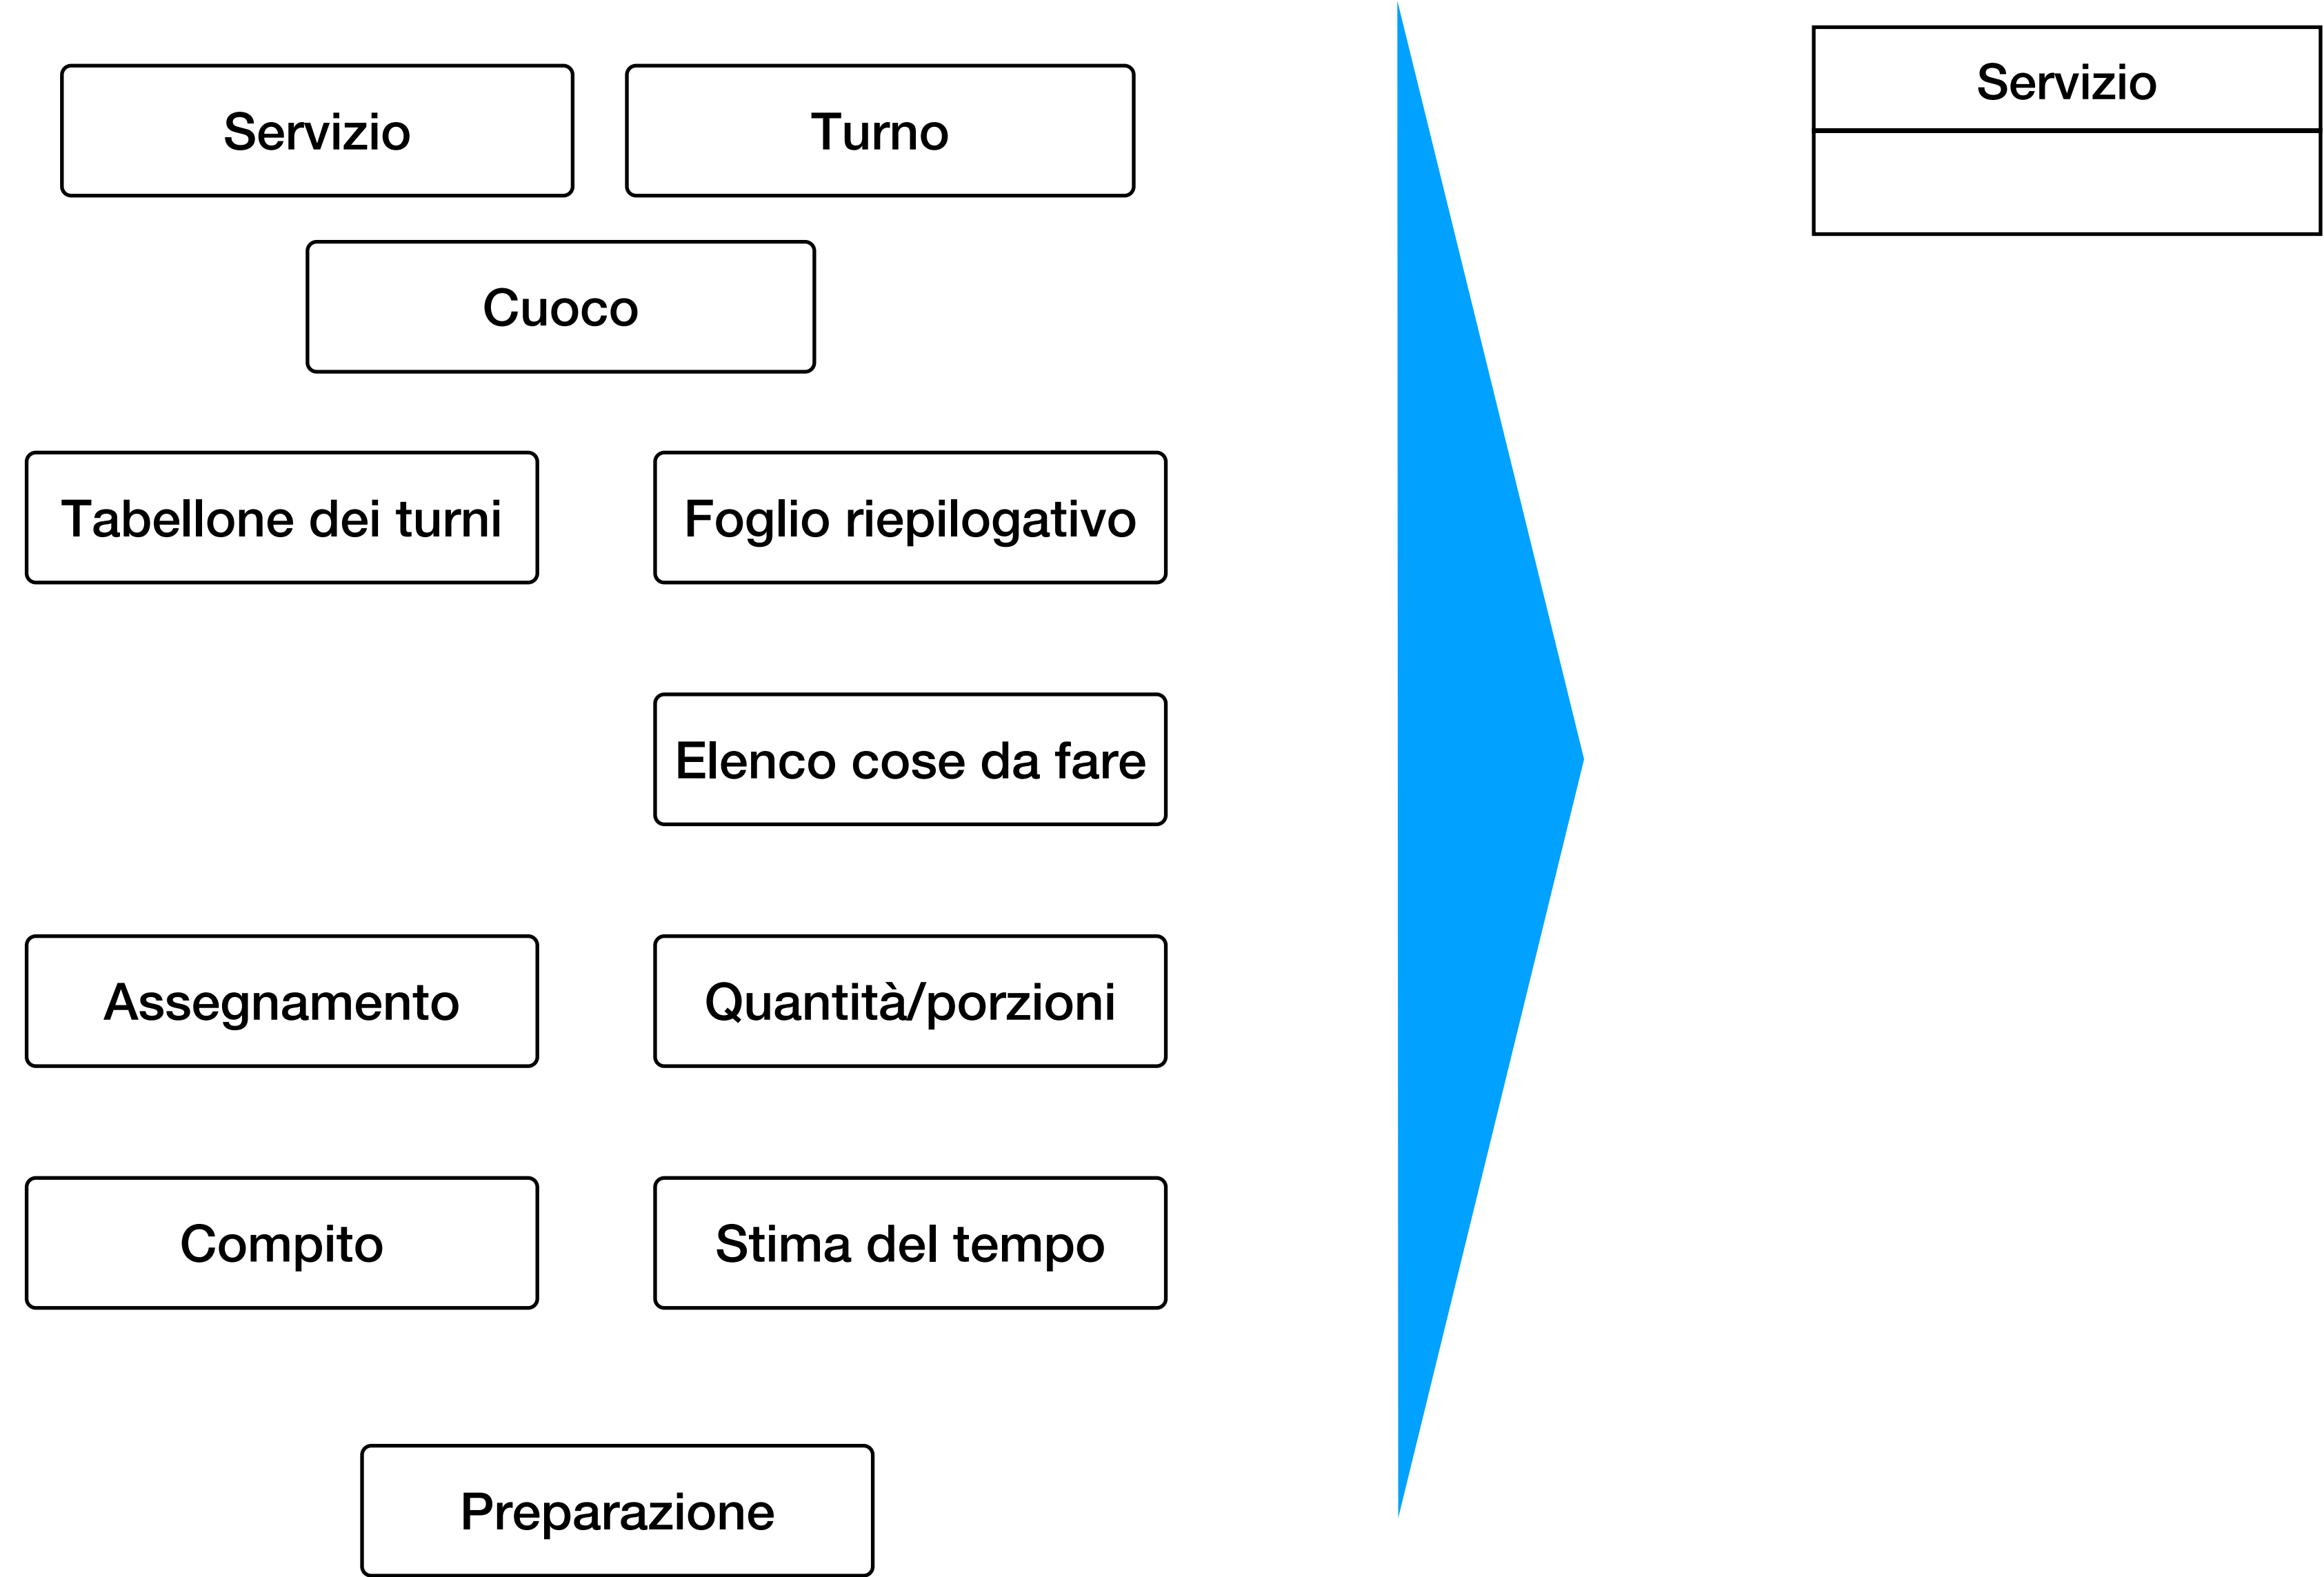 Servizio
Turno
Cuoco
Tabellone dei turni
Foglio riepilogativo
Elenco cose da fare
Assegnamento
Quantità/porzioni
Compito
Stima del tempo
Preparazione
Servizio